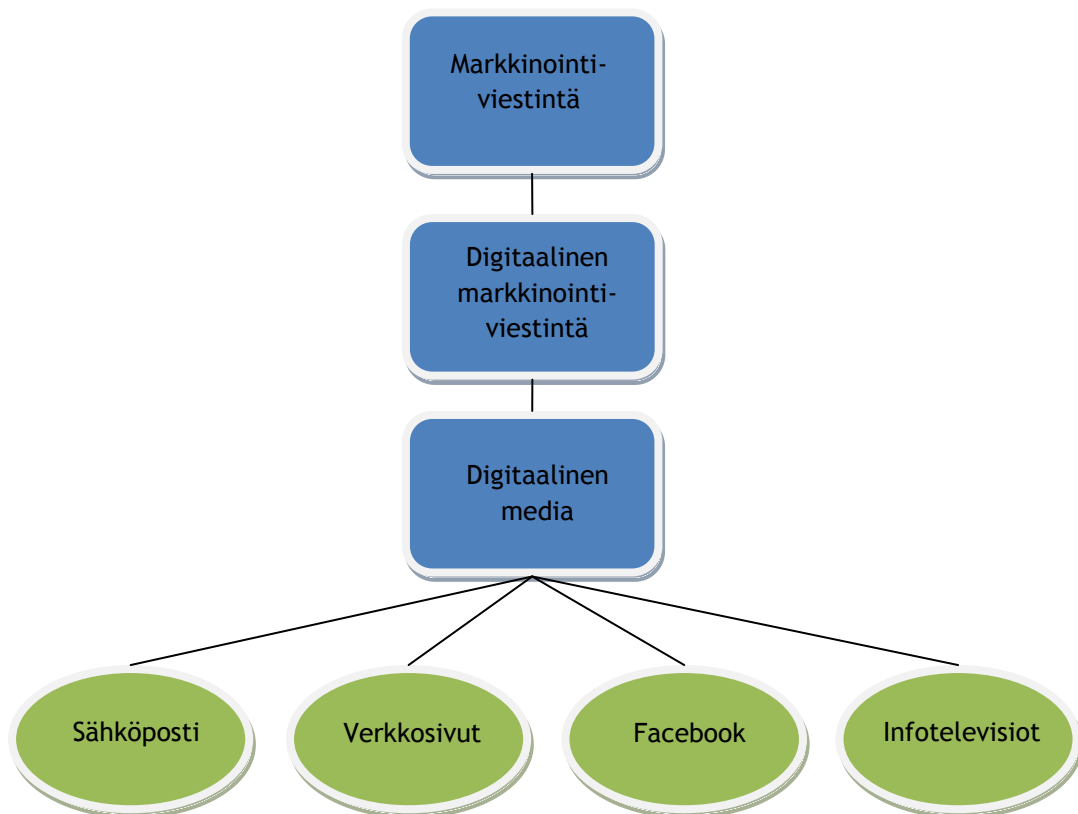 Markkinointi-
viestintä
Digitaalinen
markkinointi-
viestintä
Digitaalinen
media
Sähköposti
Verkkosivut
Facebook
Infotelevisiot